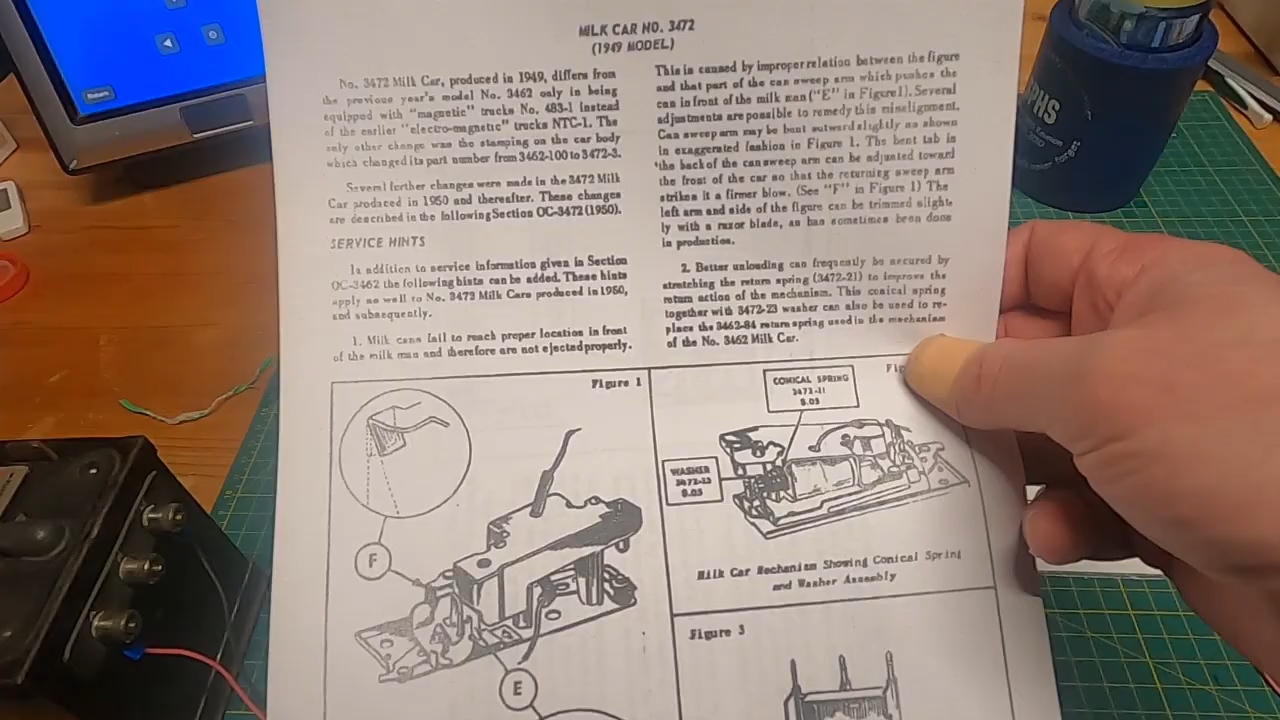 MILK CAR NO. 3472
(1949 MODEL)
No. 3472 Milk Car, produced in 1949, differs from
the previous year's model No. 3462 only in being
equipped with "magnetic" trucks No. 483-1 instead
of the earlier "electro-magnetic" trucks NTC-1. The
only other change was the stamping on the car body
which changed its part number from 3462-100 to 3472-3.
Several further changes were made in the 3472 Milk
Car produced in 1950 and thereafter. These changes
are described in the following Section OC-3472 (1950).
SERVICE HINTS
In addition to service information given in Section
OC-3462 the following hints can be added. These hints
apply as well to No. 3472 Milk Cars produced in 1950,
and subsequently.
1. Milk cans fail to reach proper location in front
of the milk man and therefore are not ejected properly.
This is caused by improper relation between the figure
and that part of the can sweep arm which pushes the
can in front of the milk man ("E" in Figure 1). Several
adjustments are possible to remedy this misalignment.
Can sweep arm may be bent outward slightly as shown
in exaggerated fashion in Figure 1. The bent tab in
the back of the can sweep arm can be adjusted toward
the front of the car so that the returning sweep arm
strikes it a firmer blow. (See "F" in Figure 1) The
left arm and side of the figure can be trimmed slight-
ly with a razor blade, as has sometimes been done
in production.
2. Better unloading can frequently be secured by
stretching the return spring (3472-21) to improve the
return action of the mechanism. This conical spring
together with 3472-23 washer can also be used to re-
place the 3462-84 return spring used in the mechanism
of the No. 3462 Milk Car.
Figure 1
F
E
Fig
CONICAL SPRING
3472-21
$.05
WASHER
3472-23
$.05
Milk Car Mechanism Showing Conical Spring
and Washer Assembly
Figure 3
Return
PHS